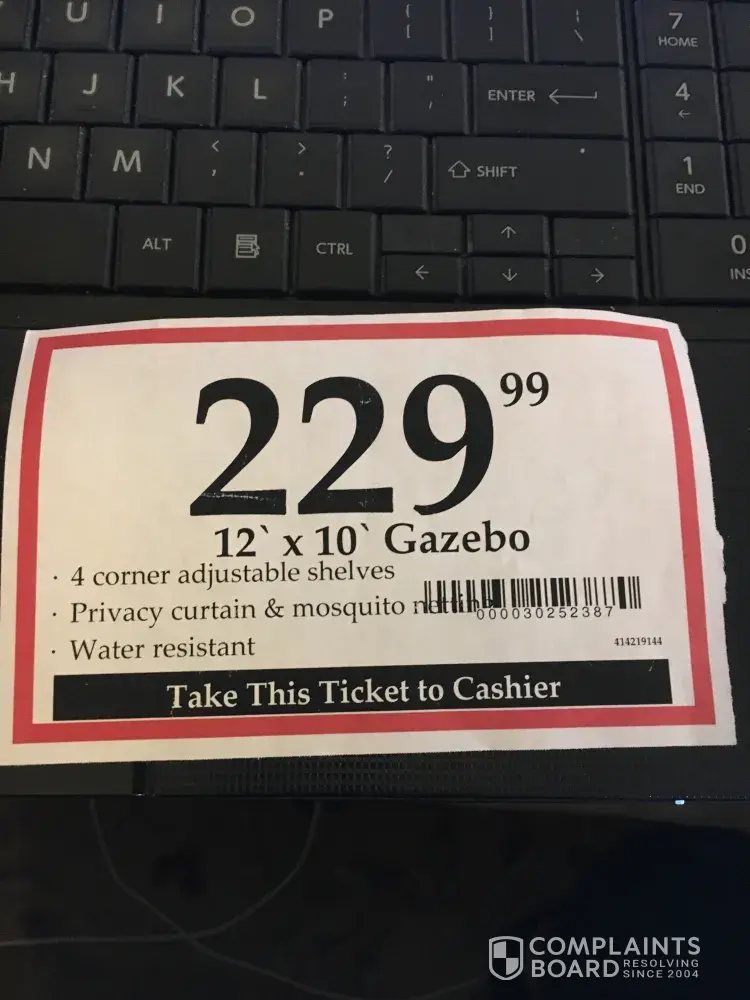 U I O P { [ } ] | \ 7 HOME
H J K L : ; " ' ENTER 4
N M < , > . ? / SHIFT 1 END
ALT CTRL 0 INS
229 99
12` x 10` Gazebo
· 4 corner adjustable shelves
· Privacy curtain & mosquito netting
000030252387
· Water resistant
414219144
Take This Ticket to Cashier
COMPLAINTS
BOARD RESOLVING SINCE 2004